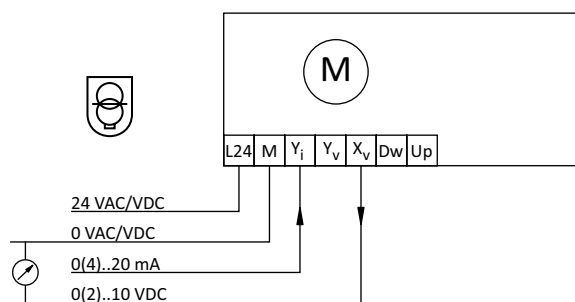 M
L24 M Yi Yv Xv Dw Up
24 VAC/VDC
0 VAC/VDC
0(4)..20 mA
0(2)..10 VDC